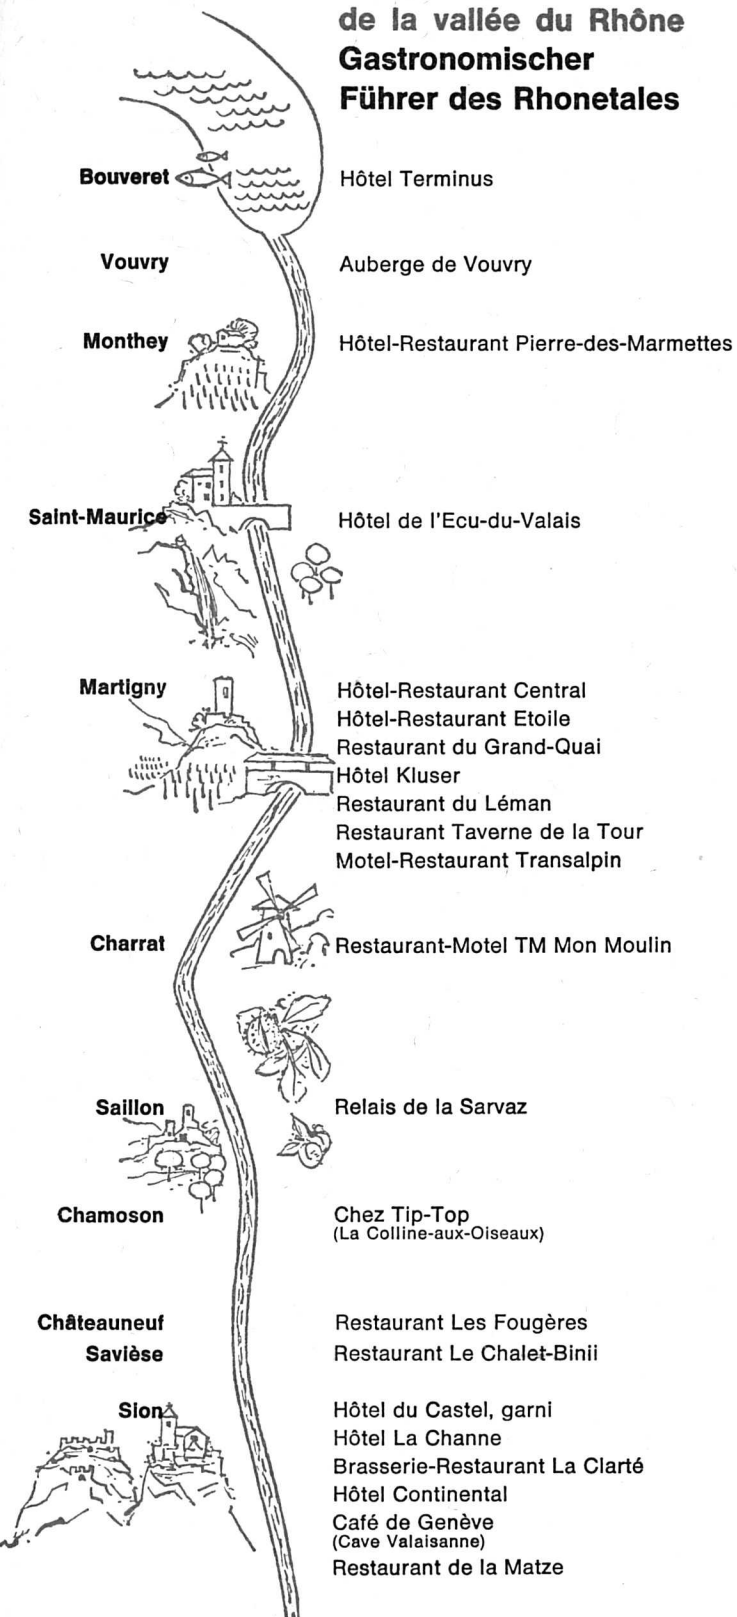 de la vallée du Rhône
Gastronomischer
Führer des Rhonetales
Bouveret Hôtel Terminus
Vouvry Auberge de Vouvry
Monthey Hôtel-Restaurant Pierre-des-Marmettes
Saint-Maurice Hôtel de l'Ecu-du-Valais
Martigny Hôtel-Restaurant Central
Hôtel-Restaurant Etoile
Restaurant du Grand-Quai
Hôtel Kluser
Restaurant du Léman
Restaurant Taverne de la Tour
Motel-Restaurant Transalpin
Charrat Restaurant-Motel TM Mon Moulin
Saillon Relais de la Sarvaz
Chamoson Chez Tip-Top
(La Colline-aux-Oiseaux)
Châteauneuf Restaurant Les Fougères
Savièse Restaurant Le Chalet-Binii
Sion Hôtel du Castel, garni
Hôtel La Channe
Brasserie-Restaurant La Clarté
Hôtel Continental
Café de Genève
(Cave Valaisanne)
Restaurant de la Matze